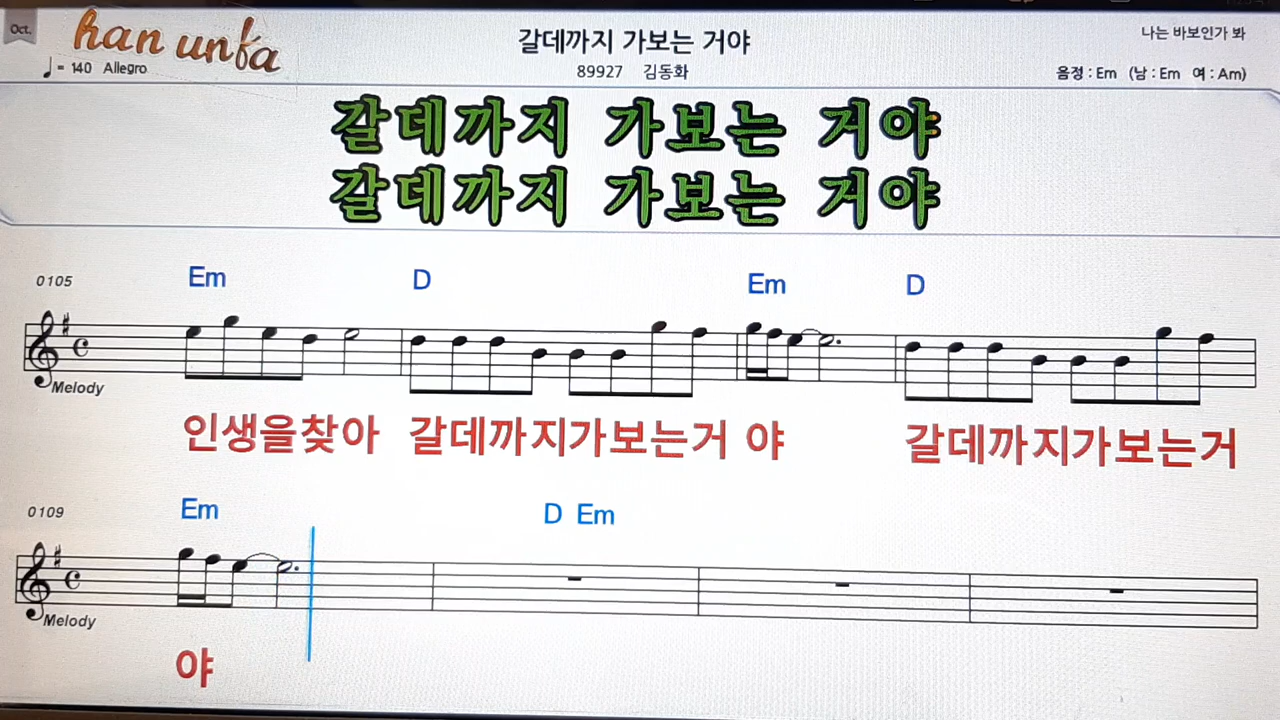 Oct.
han unfa
갈데까지 가보는 거야
나는 바보인가 봐
♩= 140 Allegro
89927 김동화
음정 : Em (남 : Em 여 : Am)
갈데까지 가보는 거야
갈데까지 가보는 거야
0105
Em D Em D
Melody
인생을찾아 갈데까지가보는거 야 갈데까지가보는거
0109
Em D Em
Melody
야